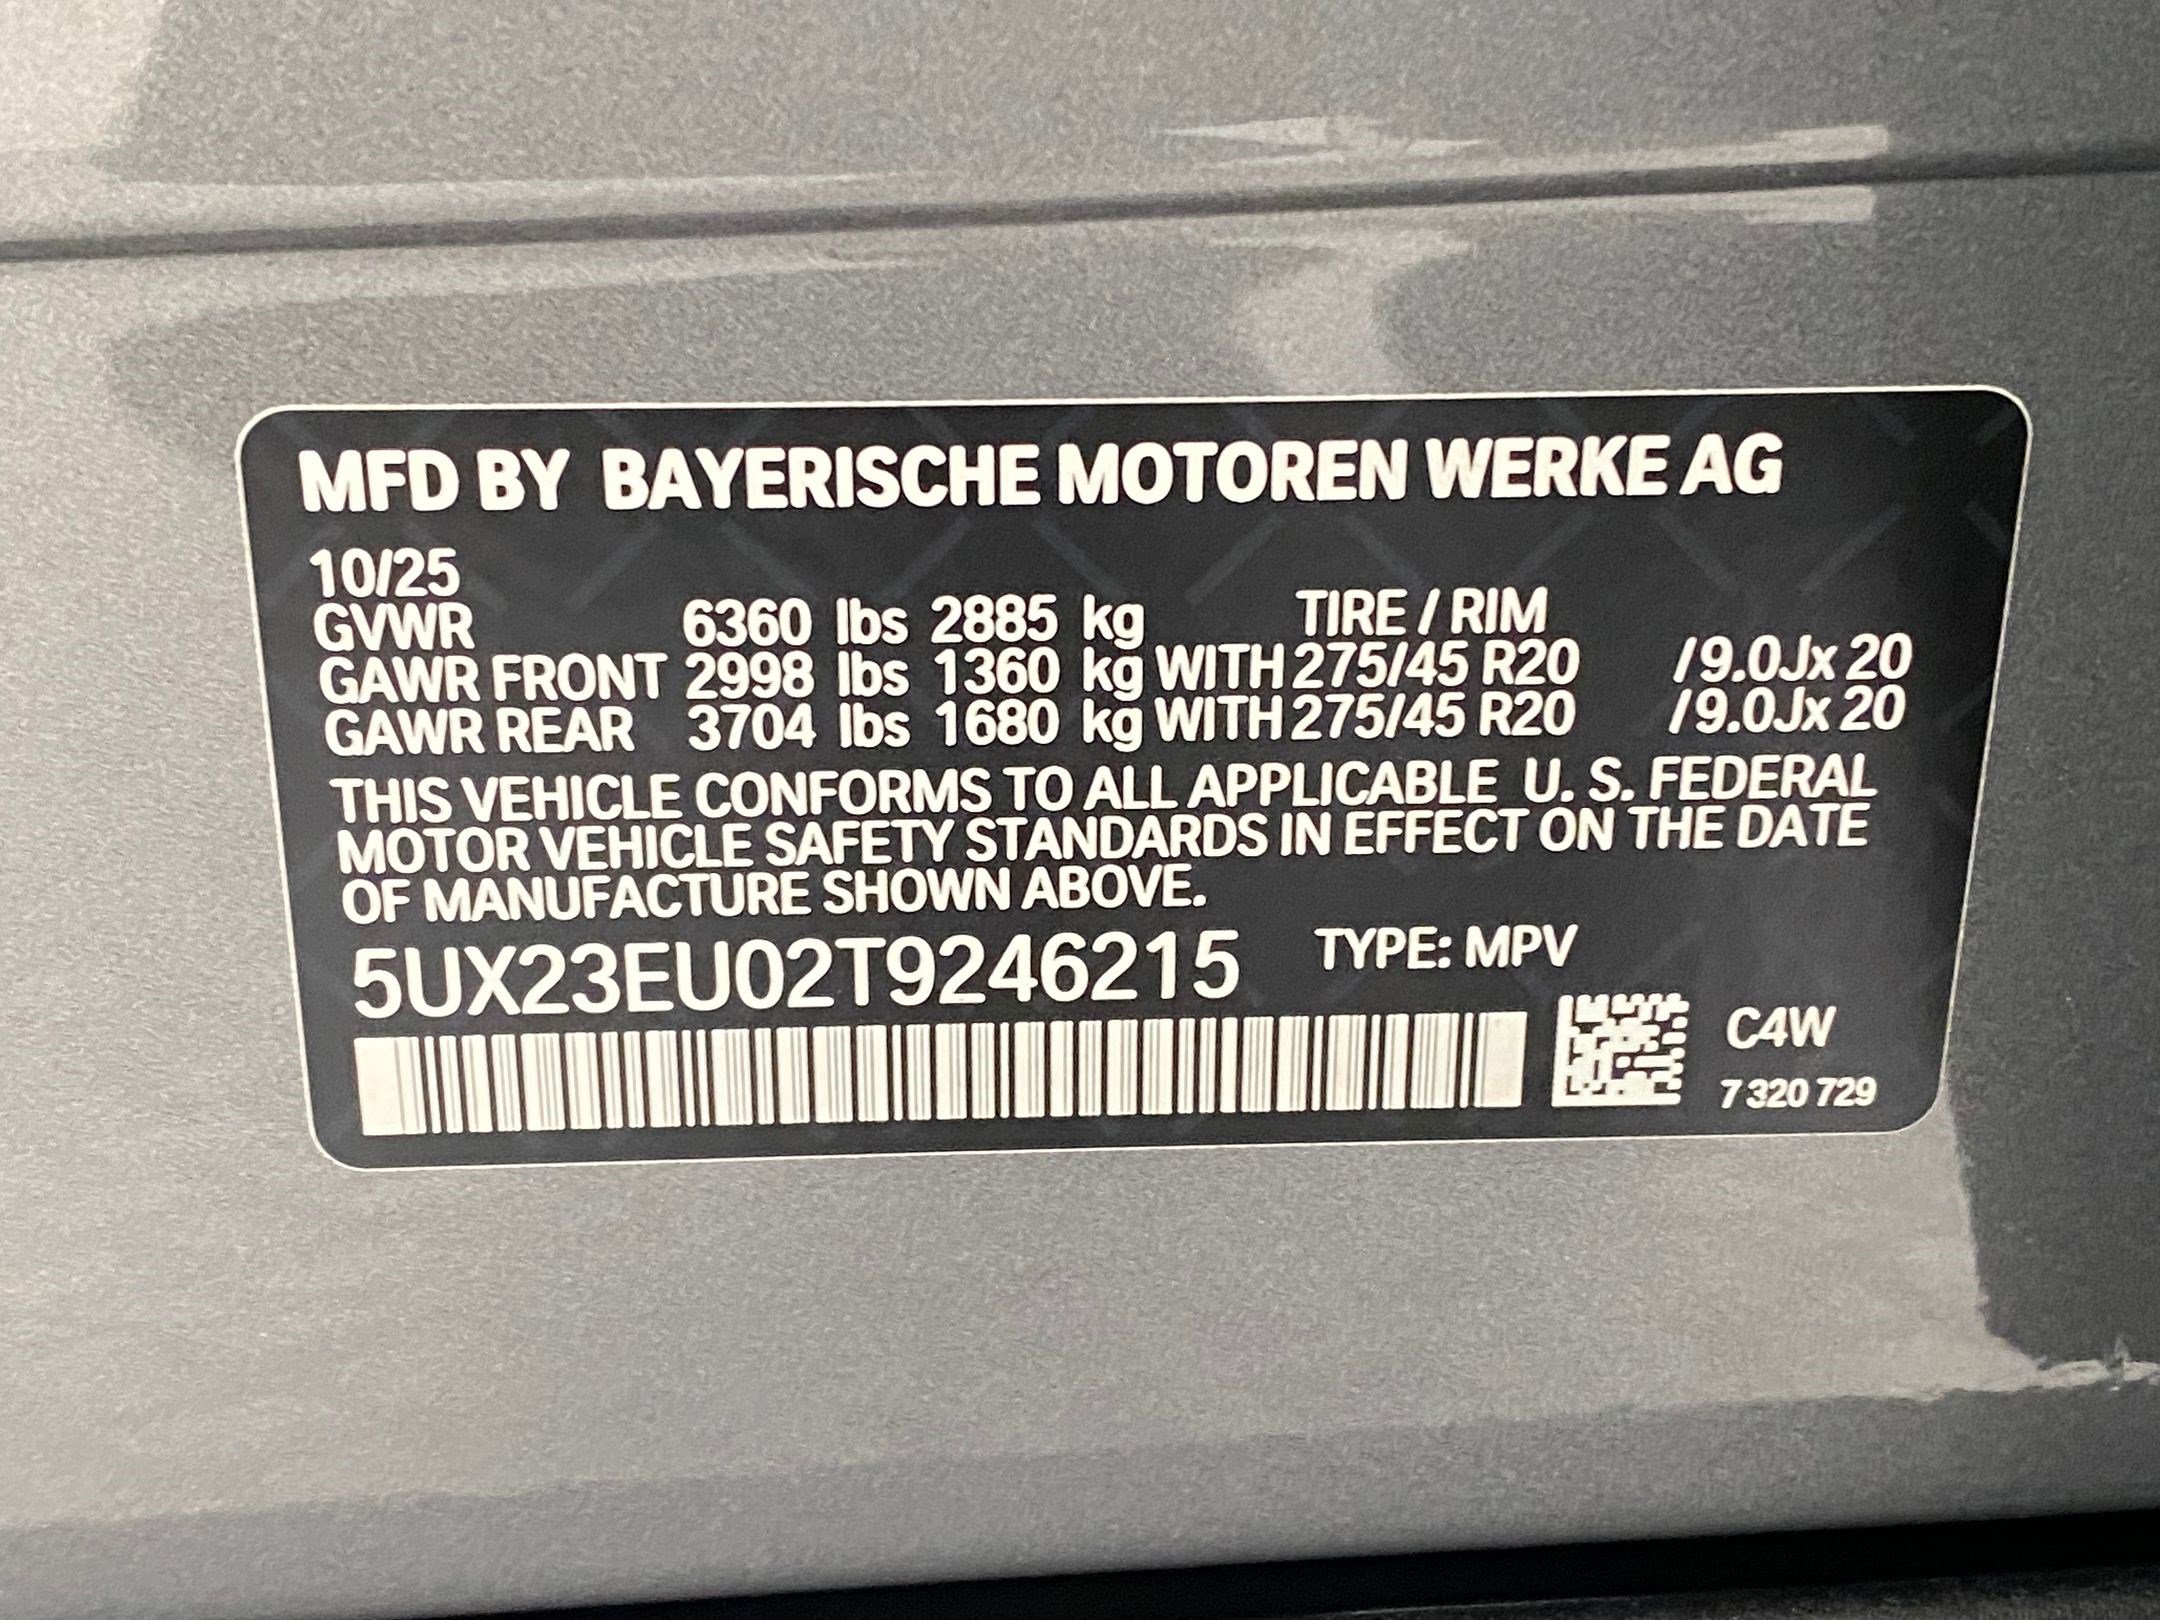 MFD BY BAYERISCHE MOTOREN WERKE AG
10/25
GVWR 6360 lbs 2885 kg TIRE / RIM
GAWR FRONT 2998 lbs 1360 kg WITH 275/45 R20 /9.0Jx 20
GAWR REAR 3704 lbs 1680 kg WITH 275/45 R20 /9.0Jx 20
THIS VEHICLE CONFORMS TO ALL APPLICABLE U. S. FEDERAL
MOTOR VEHICLE SAFETY STANDARDS IN EFFECT ON THE DATE
OF MANUFACTURE SHOWN ABOVE.
5UX23EU02T9246215 TYPE: MPV
C4W
7 320 729